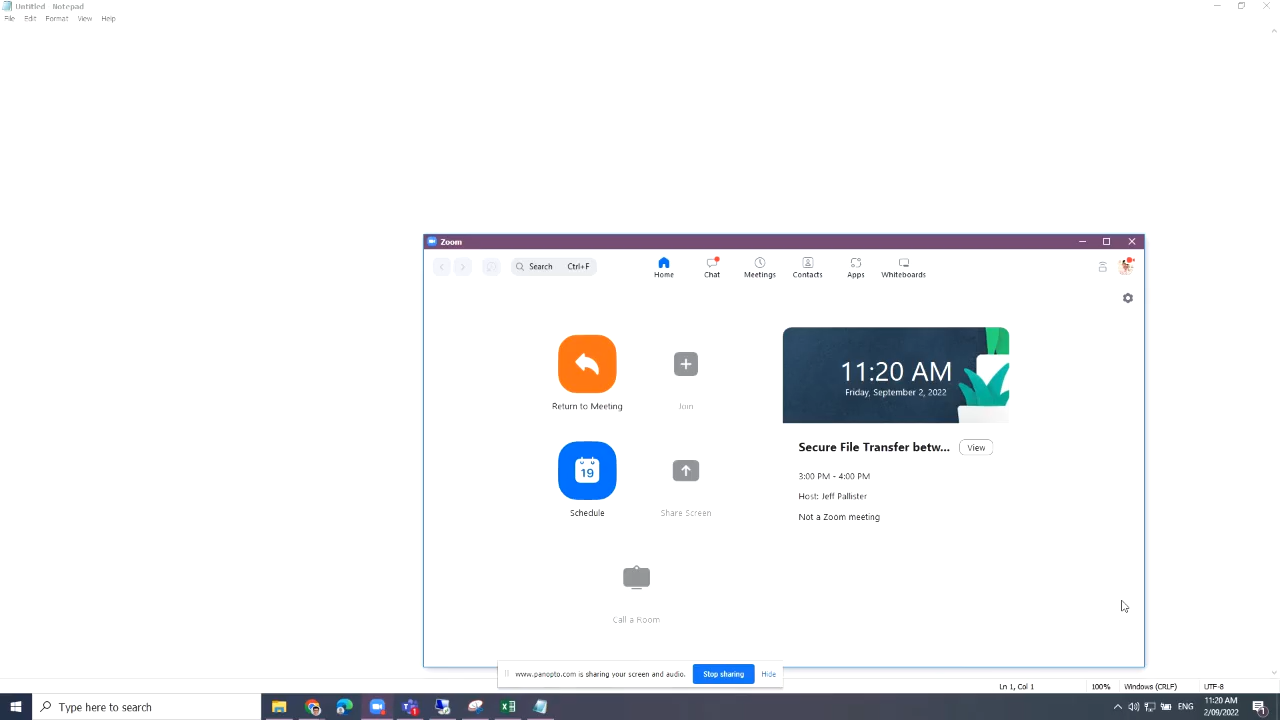 Untitled - Notepad
File Edit Format View Help
Zoom
Search Ctrl+F
Home Chat Meetings Contacts Apps Whiteboards
Return to Meeting
Join
11:20 AM
Friday, September 2, 2022
Secure File Transfer betw... View
3:00 PM - 4:00 PM
Host: Jeff Pallister
Not a Zoom meeting
19
Schedule
Share Screen
Call a Room
www.panopto.com is sharing your screen and audio. Stop sharing Hide
Ln 1, Col 1 100% Windows (CRLF) UTF-8
Type here to search
ENG
11:20 AM
2/09/2022
1